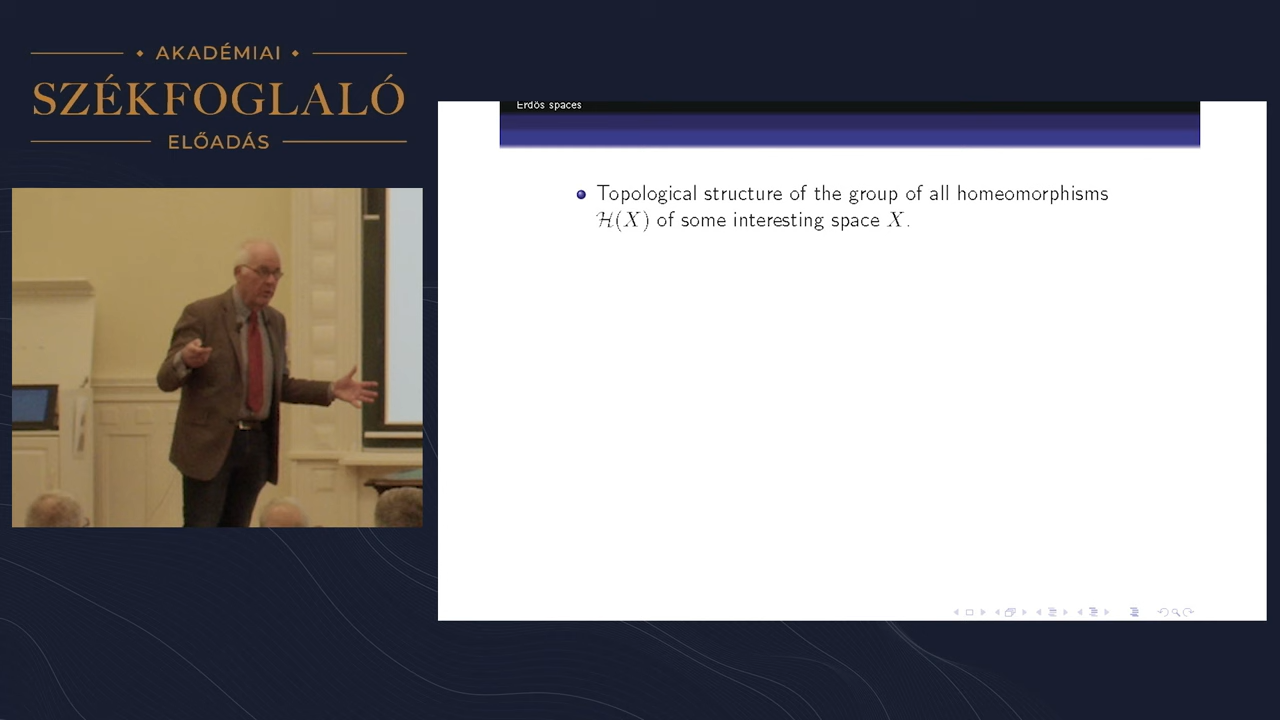 AKADÉMIAI
SZÉKFOGLALÓ
ELŐADÁS
Erdős spaces
Topological structure of the group of all homeomorphisms
ℋ(X) of some interesting space X.